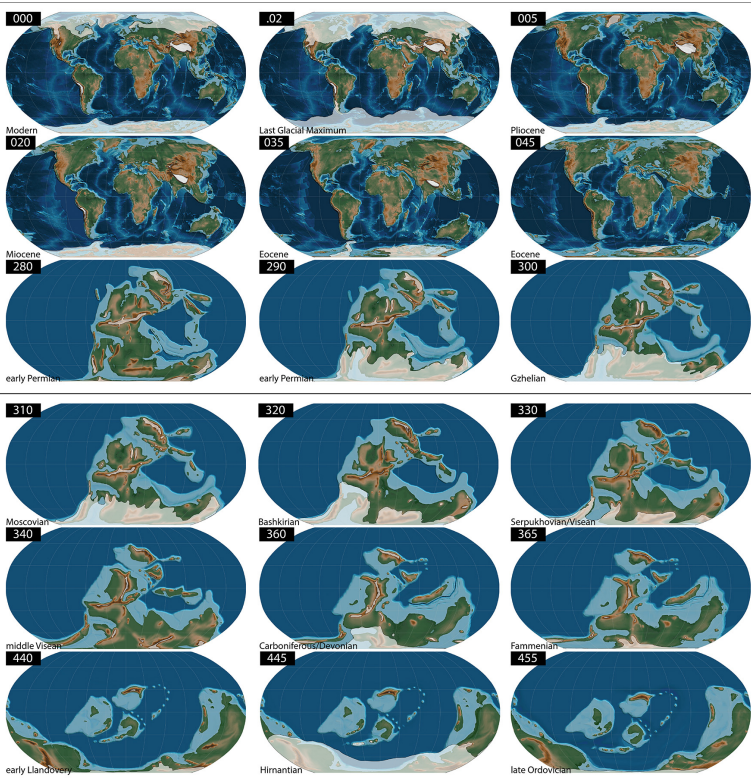 000
.02
005
Modern
Last Glacial Maximum
Pliocene
020
035
045
Miocene
Eocene
Eocene
280
290
300
early Permian
early Permian
Gzhelian
310
320
330
Moscovian
Bashkirian
Serpukhovian/Visean
340
360
365
middle Visean
Carboniferous/Devonian
Fammenian
440
445
455
early Llandovery
Hirnantian
late Ordovician